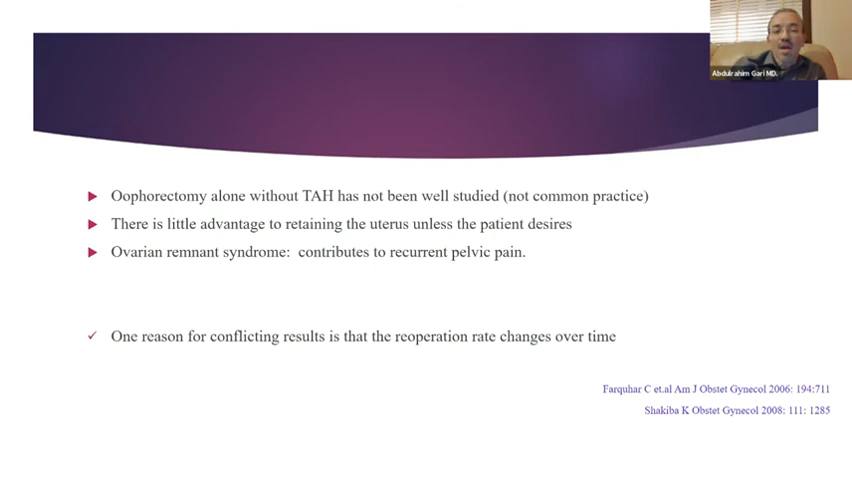 Abdulrahim Gari MD.
Oophorectomy alone without TAH has not been well studied (not common practice)
There is little advantage to retaining the uterus unless the patient desires
Ovarian remnant syndrome: contributes to recurrent pelvic pain.
One reason for conflicting results is that the reoperation rate changes over time
Farquhar C et.al Am J Obstet Gynecol 2006: 194:711
Shakiba K Obstet Gynecol 2008: 111: 1285